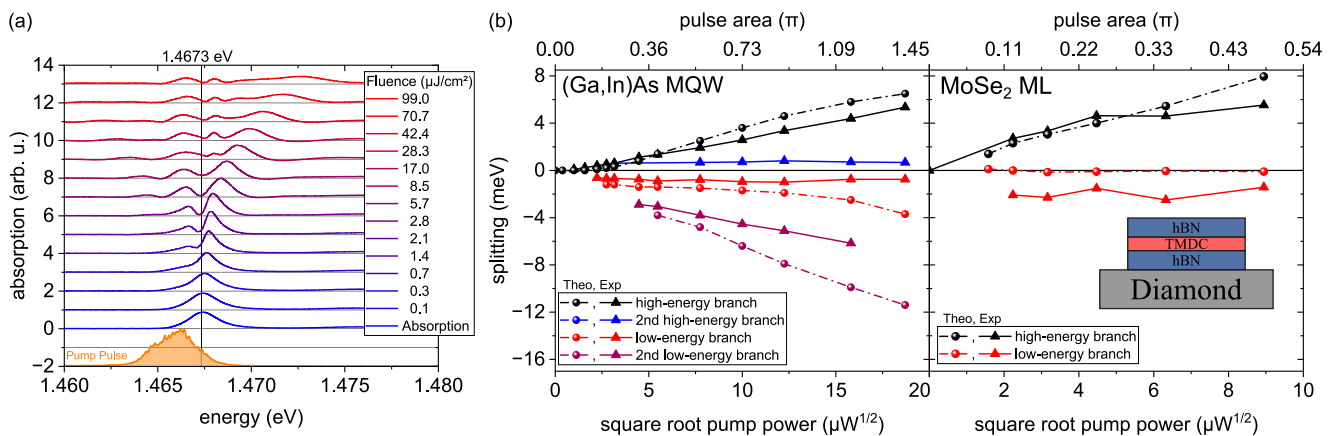 (a)
1.4673 eV
14
12
10
8
6
4
2
0
−2
absorption (arb. u.)
Fluence (µJ/cm²)
99.0
70.7
42.4
28.3
17.0
8.5
5.7
2.8
2.1
1.4
0.7
0.3
0.1
Absorption
Pump Pulse
1.460 1.465 1.470 1.475 1.480
energy (eV)
(b)
pulse area (π)
0.00 0.36 0.73 1.09 1.45
8
4
0
−4
−8
−12
−16
splitting (meV)
(Ga,In)As MQW
Theo, Exp
, high-energy branch
, 2nd high-energy branch
, low-energy branch
, 2nd low-energy branch
0 5 10 15 20
square root pump power (µW1/2)
pulse area (π)
0.11 0.22 0.33 0.43 0.54
MoSe2 ML
hBN
TMDC
hBN
Diamond
Theo, Exp
, high-energy branch
, low-energy branch
0 2 4 6 8 10
square root pump power (µW1/2)